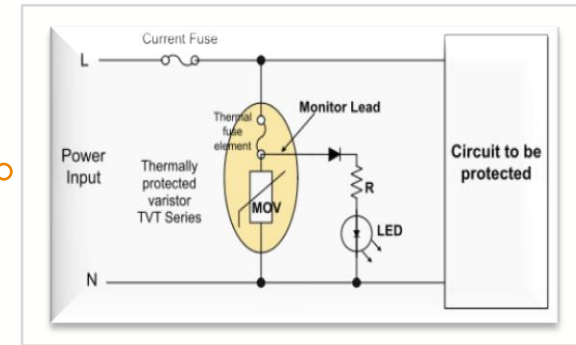 Current Fuse
L
Thermal
fuse
element
Monitor Lead
Power
Input
Thermally
protected
varistor
TVT Series
MOV
R
LED
Circuit to be
protected
N